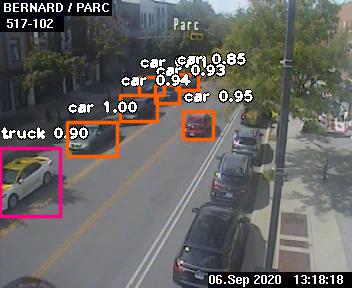 BERNARD / PARC
517-102
Parc
car 0.85
car 0.93
car 0.94
car 0.95
car 1.00
truck 0.90
06.Sep 2020 13:18:18